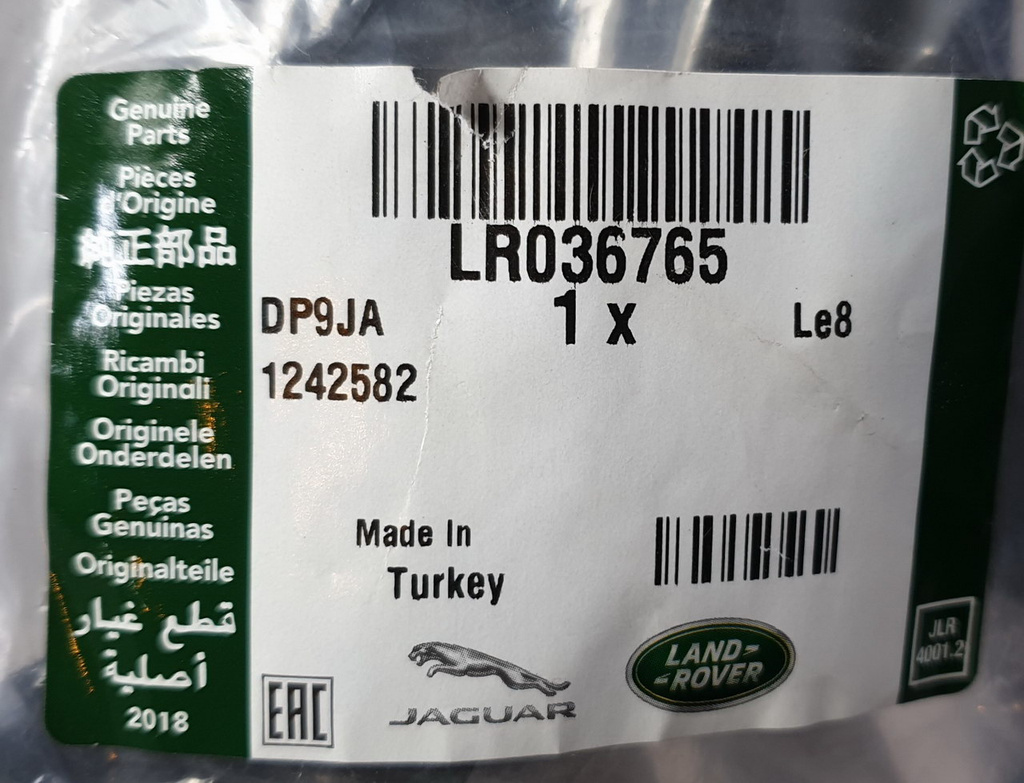 Genuine
Parts
Pièces
d'Origine
純正部品
Piezas
Originales
Ricambi
Originali
Originele
Onderdelen
Peças
Genuinas
Originalteile
قطع غيار
أصلية
2018
LR036765
DP9JA
1 x
Le8
1242582
Made In
Turkey
EAC
JAGUAR
LAND-
-ROVER
JLR
4001.2